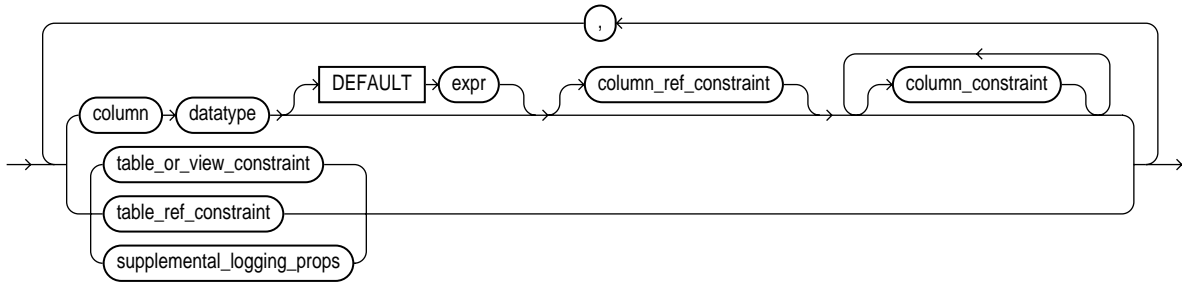 ,
DEFAULT expr column_ref_constraint column_constraint
column datatype
table_or_view_constraint
table_ref_constraint
supplemental_logging_props